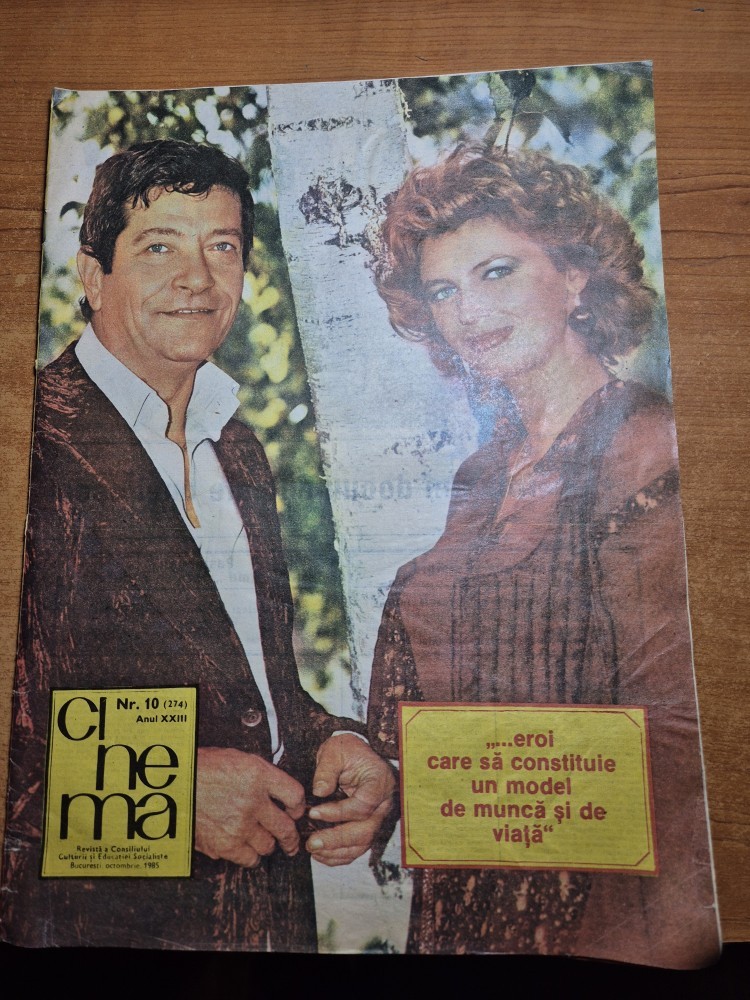 Ci
ne
ma
Nr. 10 (274)
Anul XXIII
Revistă a Consiliului
Culturii și Educației Socialiste
București octombrie 1985
„...eroi
care să constituie
un model
de muncă și de
viață“